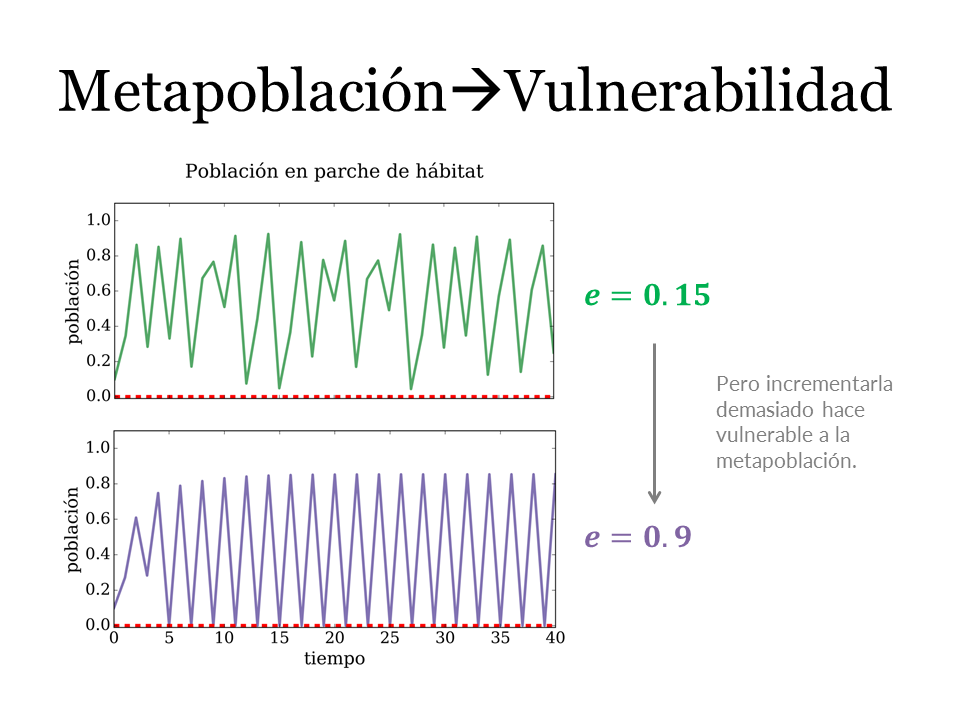 Metapoblación→Vulnerabilidad
Población en parche de hábitat
población
1.0
0.8
0.6
0.4
0.2
0.0
e = 0.15
Pero incrementarla
demasiado hace
vulnerable a la
metapoblación.
población
1.0
0.8
0.6
0.4
0.2
0.0
e = 0.9
0 5 10 15 20 25 30 35 40
tiempo